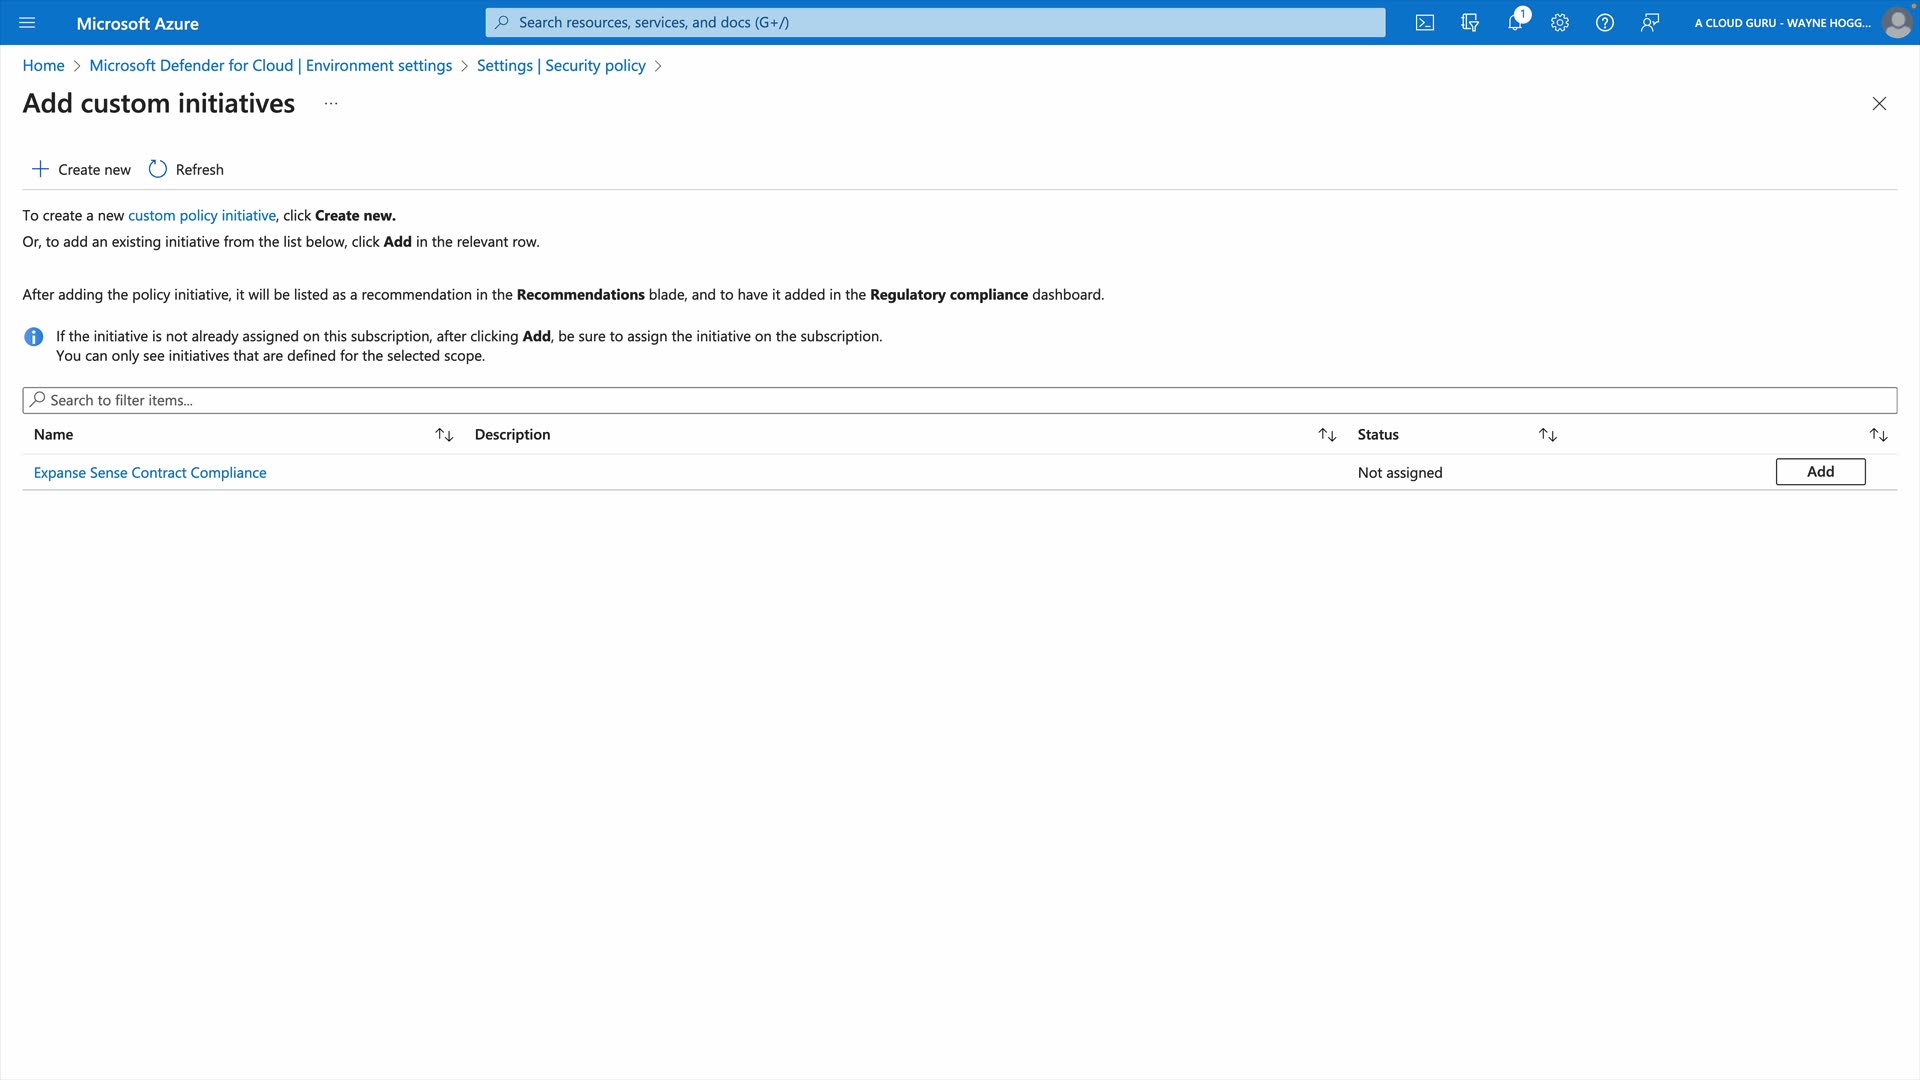 Microsoft Azure
Search resources, services, and docs (G+/)
1
A CLOUD GURU - WAYNE HOGG...
Home > Microsoft Defender for Cloud | Environment settings > Settings | Security policy >
Add custom initiatives ...
Create new
Refresh
To create a new custom policy initiative, click Create new.
Or, to add an existing initiative from the list below, click Add in the relevant row.
After adding the policy initiative, it will be listed as a recommendation in the Recommendations blade, and to have it added in the Regulatory compliance dashboard.
If the initiative is not already assigned on this subscription, after clicking Add, be sure to assign the initiative on the subscription.
You can only see initiatives that are defined for the selected scope.
Search to filter items...
Name Description Status
Expanse Sense Contract Compliance Not assigned Add